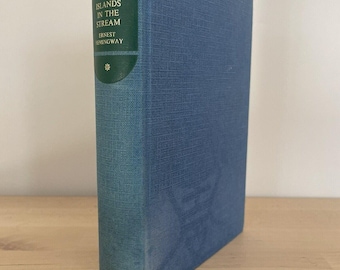 ISLANDS
IN THE
STREAM
ERNEST
HEMINGWAY